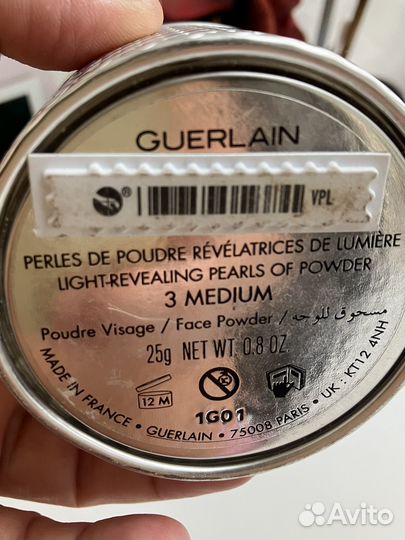 GUERLAIN
® VPL
PERLES DE POUDRE RÉVÉLATRICES DE LUMIÈRE
LIGHT-REVEALING PEARLS OF POWDER
3 MEDIUM
Poudre Visage / Face Powder / مسحوق للوجه
25g NET WT. 0.8 OZ.
12 M
1G01
MADE IN FRANCE • GUERLAIN • 75008 PARIS • UK : KT12 4NH
Avito